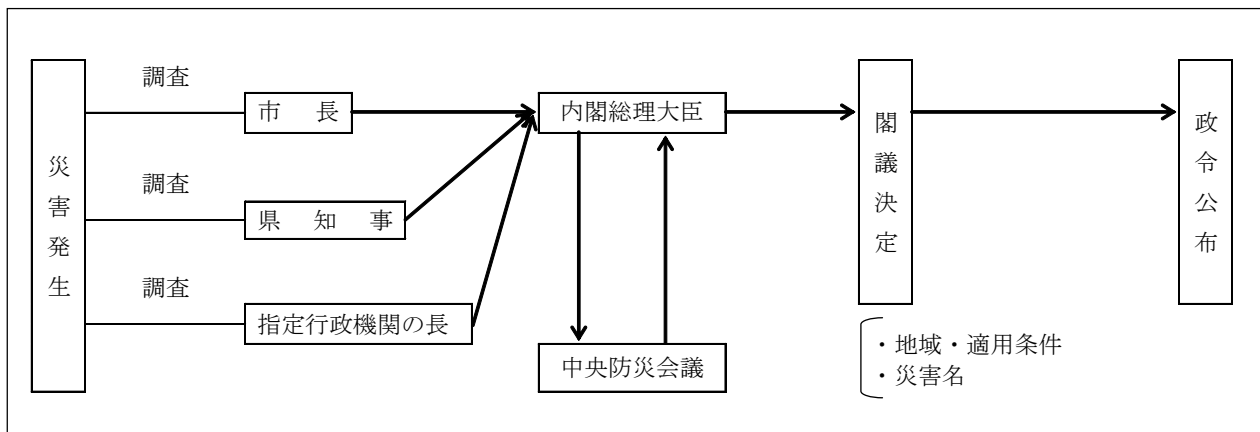 災害発生
調査
市　長
調査
県　知　事
調査
指定行政機関の長
内閣総理大臣
中央防災会議
閣議決定
・地域・適用条件
・災害名
政令公布